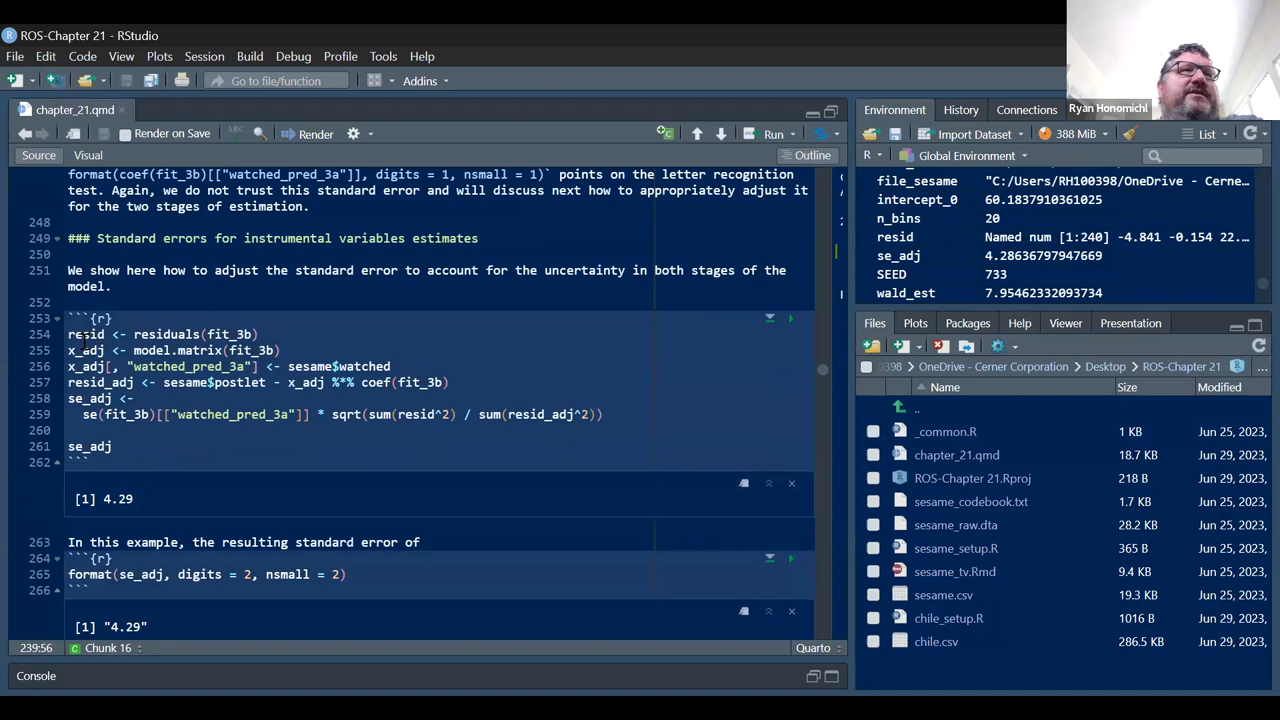 ROS-Chapter 21 - RStudio
File Edit Code View Plots Session Build Debug Profile Tools Help
Go to file/function Addins
Ryan Honomichl
chapter_21.qmd
Render on Save ABC Render Run
Source Visual Outline
format(coef(fit_3b)[["watched_pred_3a"]], digits = 1, nsmall = 1)` points on the letter recognition
test. Again, we do not trust this standard error and will discuss next how to appropriately adjust it
for the two stages of estimation.
248
249 ### Standard errors for instrumental variables estimates
250
251 We show here how to adjust the standard error to account for the uncertainty in both stages of the
model.
252
253 ```{r}
254 resid <- residuals(fit_3b)
255 x_adj <- model.matrix(fit_3b)
256 x_adj[, "watched_pred_3a"] <- sesame$watched
257 resid_adj <- sesame$postlet - x_adj %*% coef(fit_3b)
258 se_adj <-
259 se(fit_3b)[["watched_pred_3a"]] * sqrt(sum(resid^2) / sum(resid_adj^2))
260
261 se_adj
262 ```
[1] 4.29
263 In this example, the resulting standard error of
264 ```{r}
265 format(se_adj, digits = 2, nsmall = 2)
266 ```
[1] "4.29"
239:56 Chunk 16 Quarto
Console
Environment History Connections
Import Dataset 388 MiB List
R Global Environment
file_sesame "C:/Users/RH100398/OneDrive - Cerner…
intercept_0 60.1837910361025
n_bins 20
resid Named num [1:240] -4.841 -0.154 22.…
se_adj 4.28636797947669
SEED 733
wald_est 7.95462332093734
Files Plots Packages Help Viewer Presentation
0398 OneDrive - Cerner Corporation Desktop ROS-Chapter 21 ...
Name Size Modified
..
_common.R 1 KB Jun 25, 2023,
chapter_21.qmd 18.7 KB Jun 29, 2023,
ROS-Chapter 21.Rproj 218 B Jun 29, 2023,
sesame_codebook.txt 1.7 KB Jun 25, 2023,
sesame_raw.dta 28.2 KB Jun 25, 2023,
sesame_setup.R 365 B Jun 29, 2023,
sesame_tv.Rmd 9.4 KB Jun 25, 2023,
sesame.csv 19.3 KB Jun 25, 2023,
chile_setup.R 1016 B Jun 29, 2023,
chile.csv 286.5 KB Jun 29, 2023,